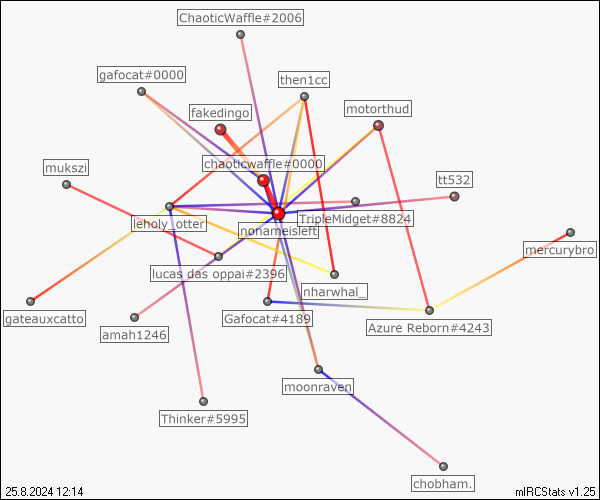 ChaoticWaffle#2006
gafocat#0000
then1cc
fakedingo
motorthud
chaoticwaffle#0000
mukszi
tt532
leholy_otter
TripleMidget#8824
nonameisleft
mercurybro
lucas das oppai#2396
nharwhal_
gateauxcatto
Gafocat#4189
Azure Reborn#4243
amah1246
moonraven
Thinker#5995
chobham.
25.8.2024 12:14
mIRCStats v1.25